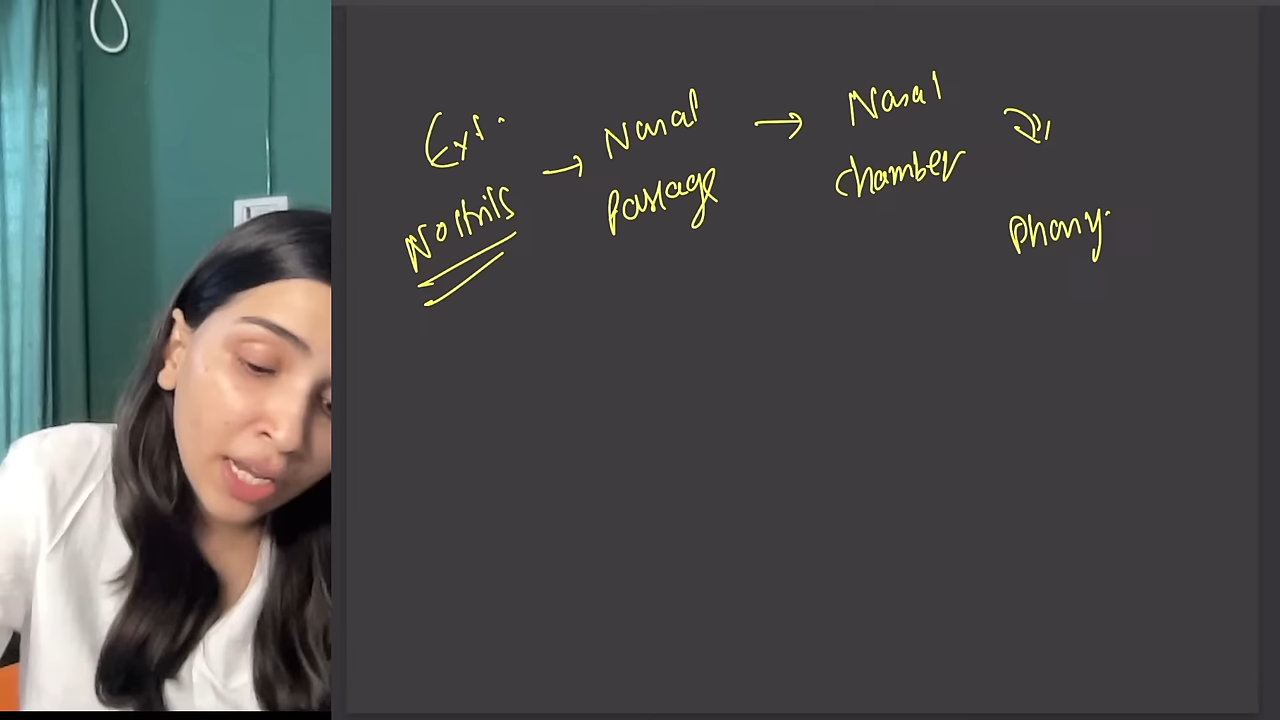 Ext.
Nostrils
→ Nasal
Passage
→ Nasal
chamber
Phary